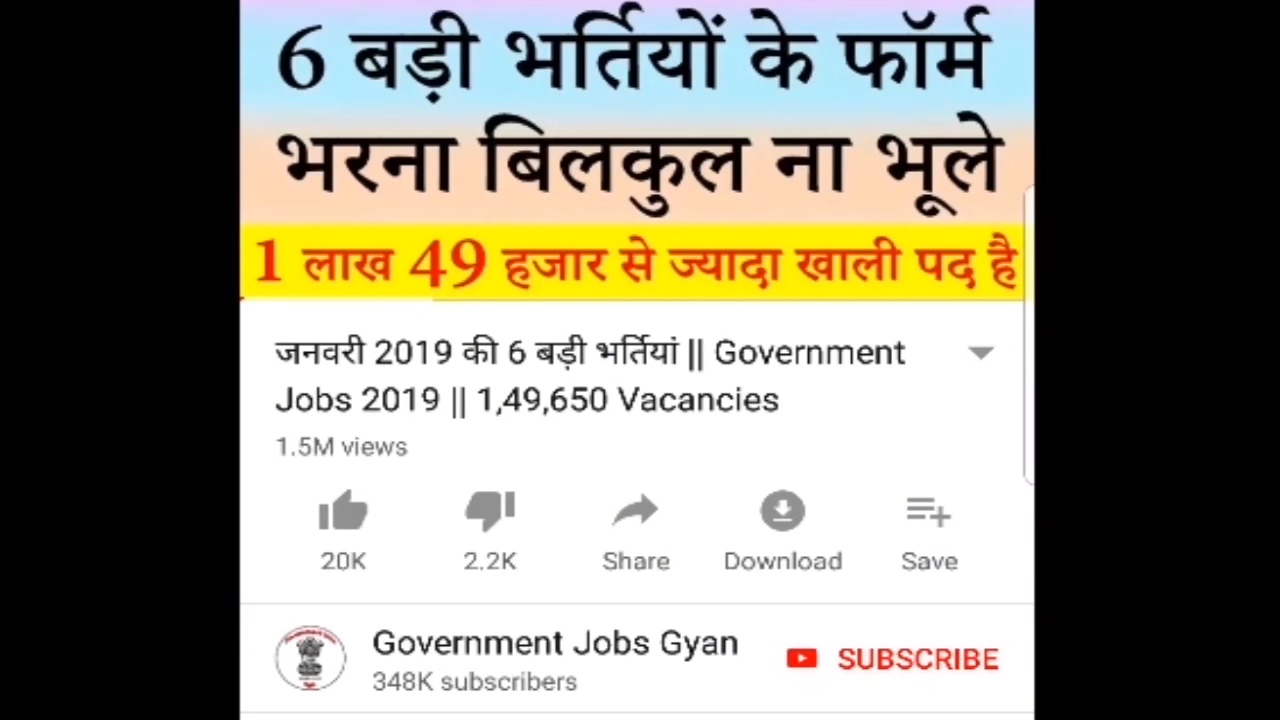 6 बड़ी भर्तियों के फॉर्म
भरना बिलकुल ना भूले
1 लाख 49 हजार से ज्यादा खाली पद है
जनवरी 2019 की 6 बड़ी भर्तियां || Government
Jobs 2019 || 1,49,650 Vacancies
1.5M views
20K 2.2K Share Download Save
Government Jobs Gyan
348K subscribers
SUBSCRIBE